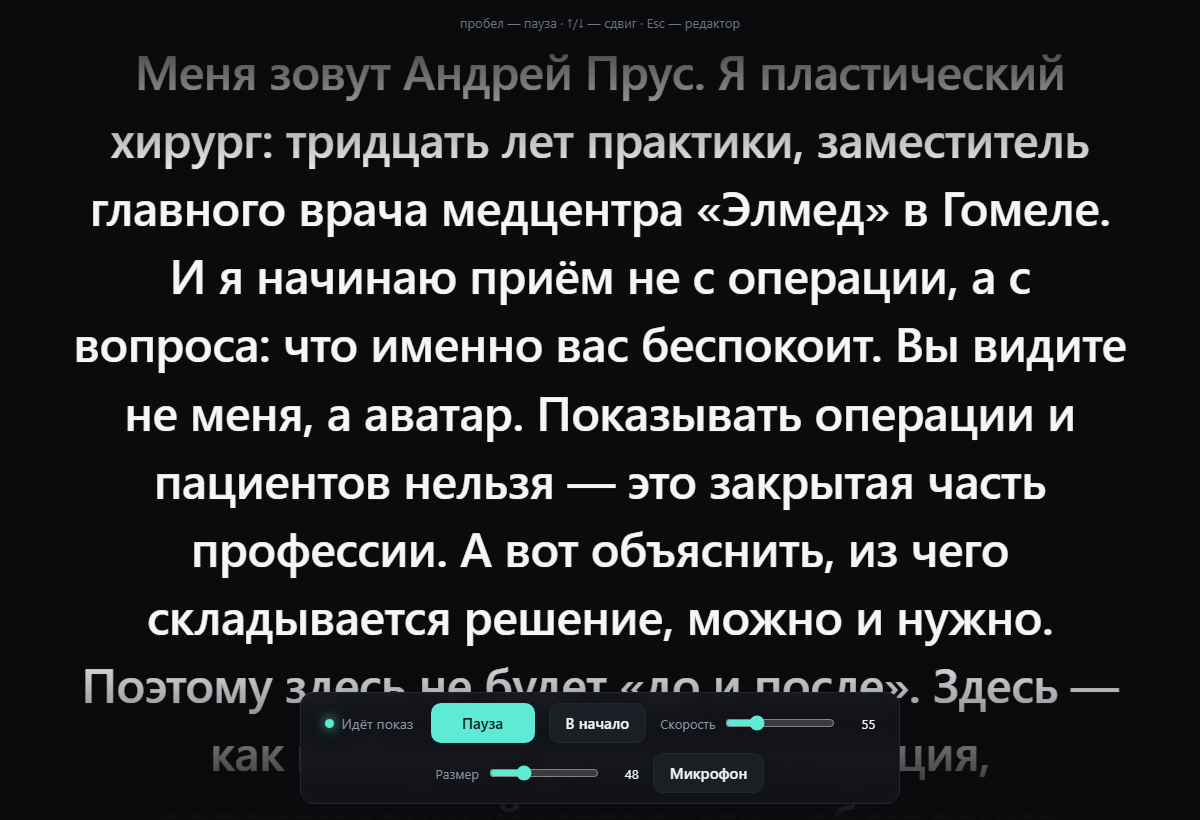 пробел — пауза · ↑/↓ — сдвиг · Esc — редактор
Меня зовут Андрей Прус. Я пластический
хирург: тридцать лет практики, заместитель
главного врача медцентра «Элмед» в Гомеле.
И я начинаю приём не с операции, а с
вопроса: что именно вас беспокоит. Вы видите
не меня, а аватар. Показывать операции и
пациентов нельзя — это закрытая часть
профессии. А вот объяснить, из чего
складывается решение, можно и нужно.
Поэтому здесь не будет «до и после». Здесь —
как
Идёт показ Пауза В начало Скорость 55
Размер 48 Микрофон